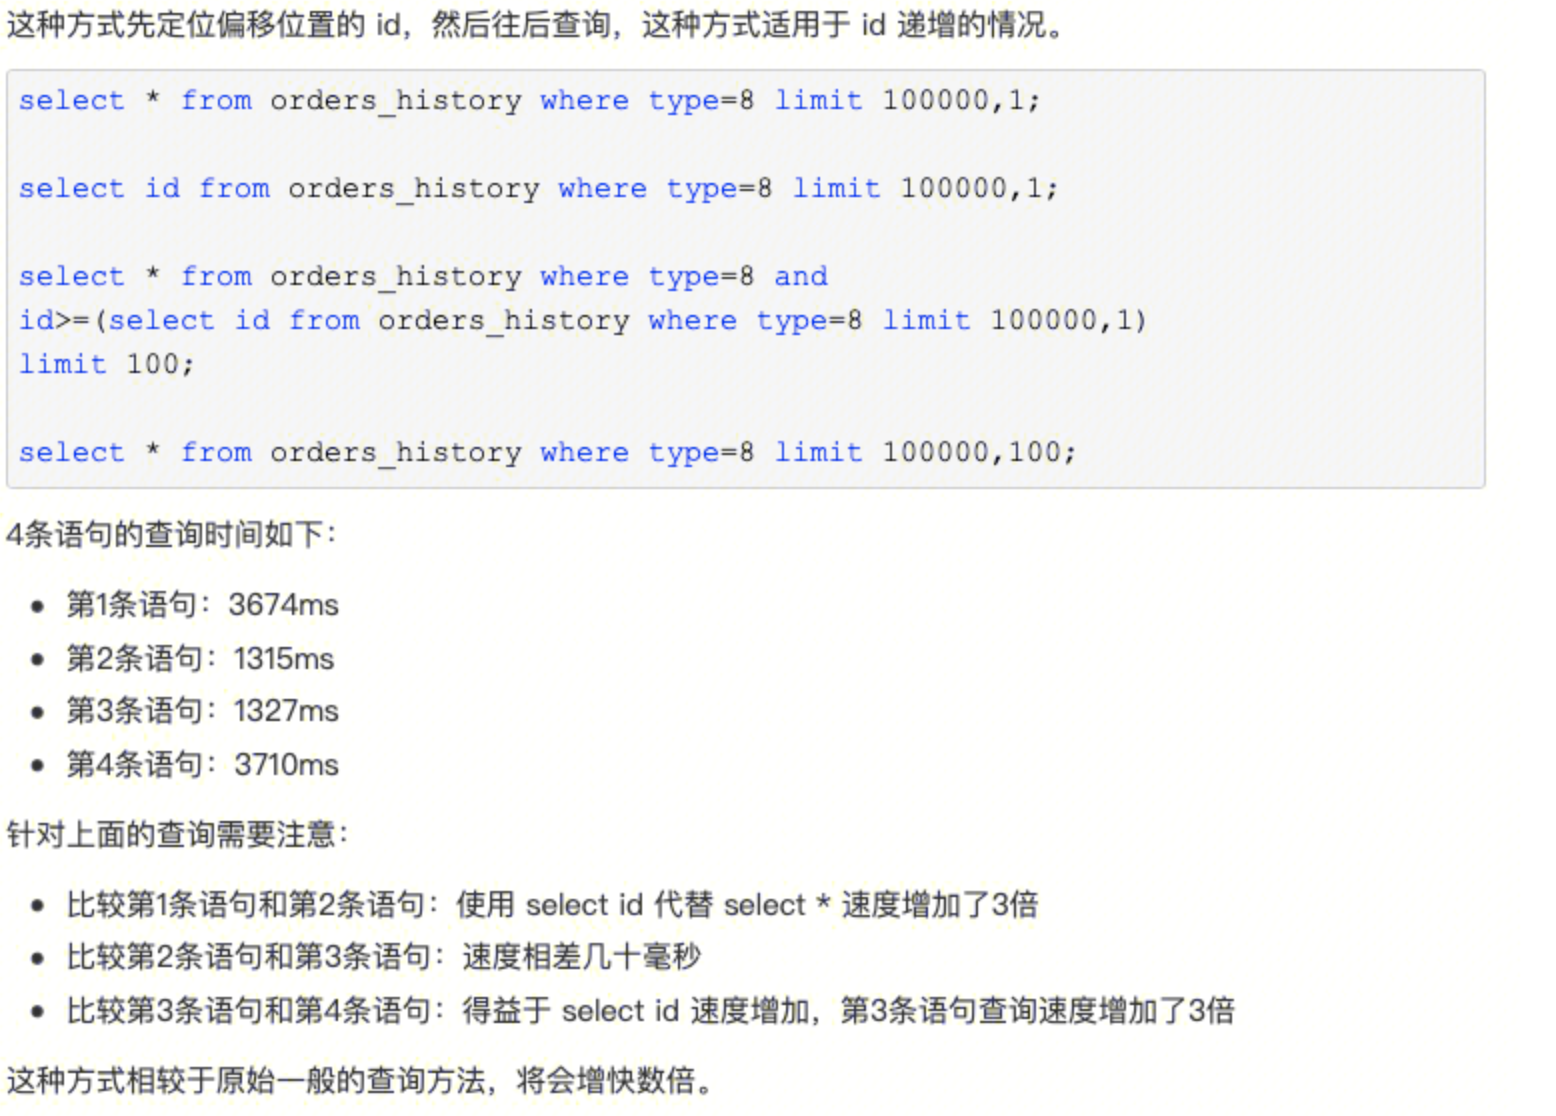 这种方式先定位偏移位置的 id，然后往后查询，这种方式适用于 id 递增的情况。
select * from orders_history where type=8 limit 100000,1;
select id from orders_history where type=8 limit 100000,1;
select * from orders_history where type=8 and
id>=(select id from orders_history where type=8 limit 100000,1)
limit 100;
select * from orders_history where type=8 limit 100000,100;
4条语句的查询时间如下：
• 第1条语句：3674ms
• 第2条语句：1315ms
• 第3条语句：1327ms
• 第4条语句：3710ms
针对上面的查询需要注意：
• 比较第1条语句和第2条语句：使用 select id 代替 select * 速度增加了3倍
• 比较第2条语句和第3条语句：速度相差几十毫秒
• 比较第3条语句和第4条语句：得益于 select id 速度增加，第3条语句查询速度增加了3倍
这种方式相较于原始一般的查询方法，将会增快数倍。